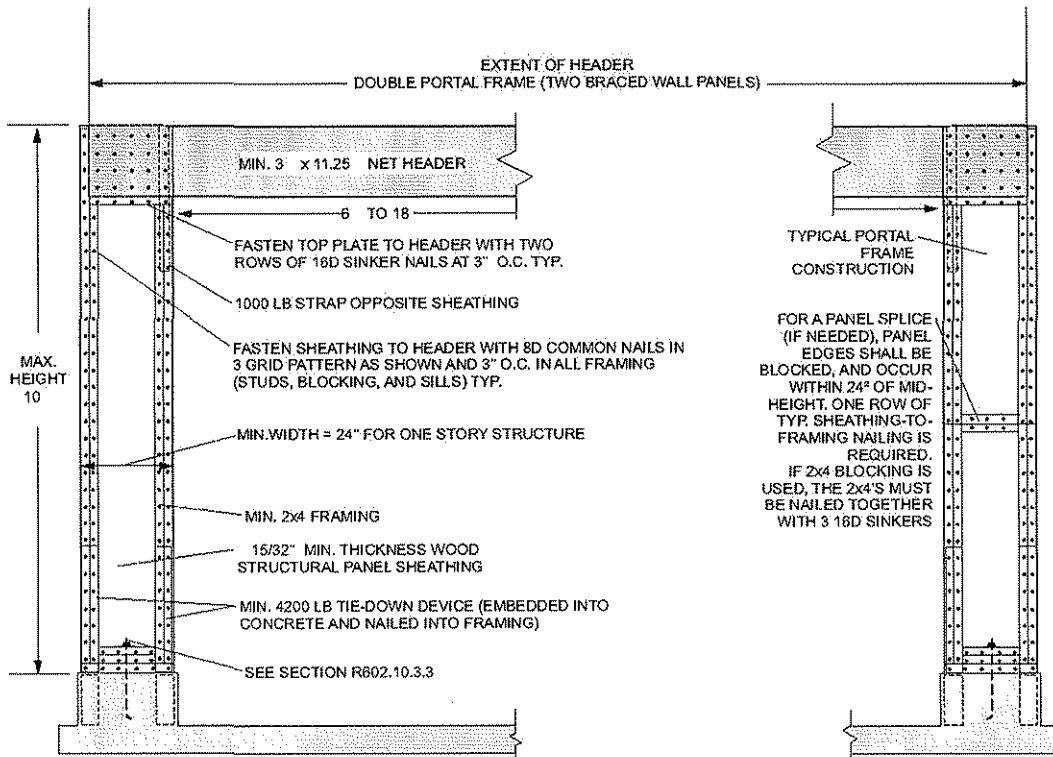 EXTENT OF HEADER
DOUBLE PORTAL FRAME (TWO BRACED WALL PANELS)
MIN. 3 x 11.25 NET HEADER
6 TO 18
FASTEN TOP PLATE TO HEADER WITH TWO
ROWS OF 16D SINKER NAILS AT 3" O.C. TYP.
1000 LB STRAP OPPOSITE SHEATHING
FASTEN SHEATHING TO HEADER WITH 8D COMMON NAILS IN
3 GRID PATTERN AS SHOWN AND 3" O.C. IN ALL FRAMING
(STUDS, BLOCKING, AND SILLS) TYP.
MAX.
HEIGHT
10
MIN.WIDTH = 24" FOR ONE STORY STRUCTURE
MIN. 2x4 FRAMING
15/32" MIN. THICKNESS WOOD
STRUCTURAL PANEL SHEATHING
MIN. 4200 LB TIE-DOWN DEVICE (EMBEDDED INTO
CONCRETE AND NAILED INTO FRAMING)
SEE SECTION R602.10.3.3
TYPICAL PORTAL
FRAME
CONSTRUCTION
FOR A PANEL SPLICE
(IF NEEDED), PANEL
EDGES SHALL BE
BLOCKED, AND OCCUR
WITHIN 24" OF MID-
HEIGHT. ONE ROW OF
TYP. SHEATHING-TO-
FRAMING NAILING IS
REQUIRED.
IF 2x4 BLOCKING IS
USED, THE 2x4'S MUST
BE NAILED TOGETHER
WITH 3 16D SINKERS